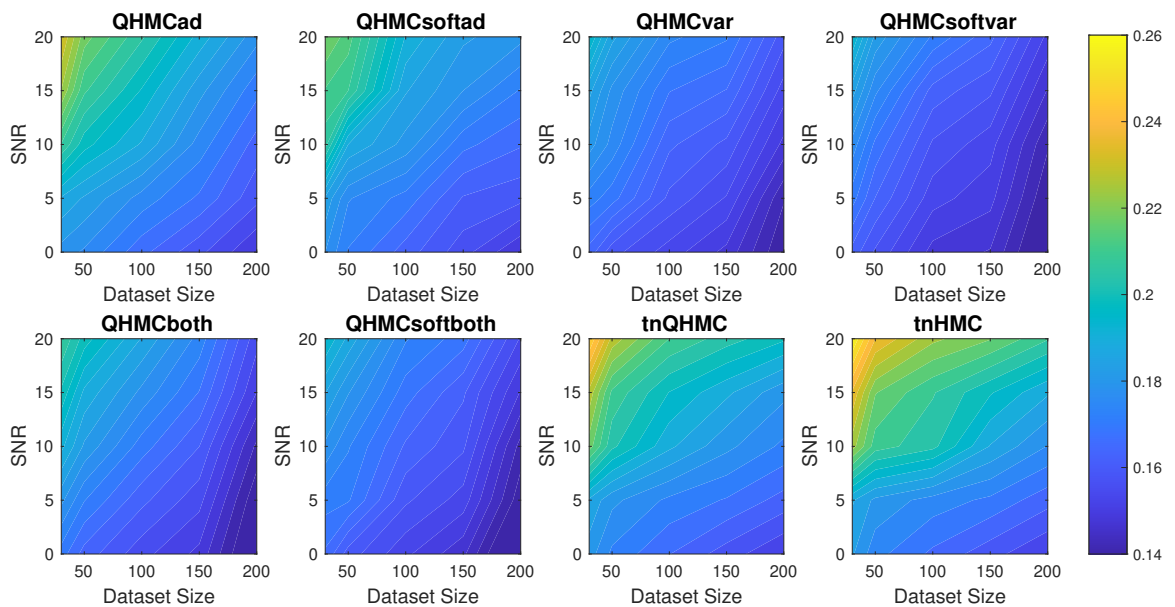 QHMCad QHMCsoftad QHMCvar QHMCsoftvar
20 20 20 20 0.26
15 15 15 15 0.24
SNR SNR SNR SNR
10 10 10 10
5 5 5 5 0.22
0 0 0 0
50 100 150 200 50 100 150 200 50 100 150 200 50 100 150 200
Dataset Size Dataset Size Dataset Size Dataset Size 0.2
QHMCboth QHMCsoftboth tnQHMC tnHMC
20 20 20 20
0.18
15 15 15 15
SNR SNR SNR SNR
10 10 10 10
0.16
5 5 5 5
0 0 0 0 0.14
50 100 150 200 50 100 150 200 50 100 150 200 50 100 150 200
Dataset Size Dataset Size Dataset Size Dataset Size